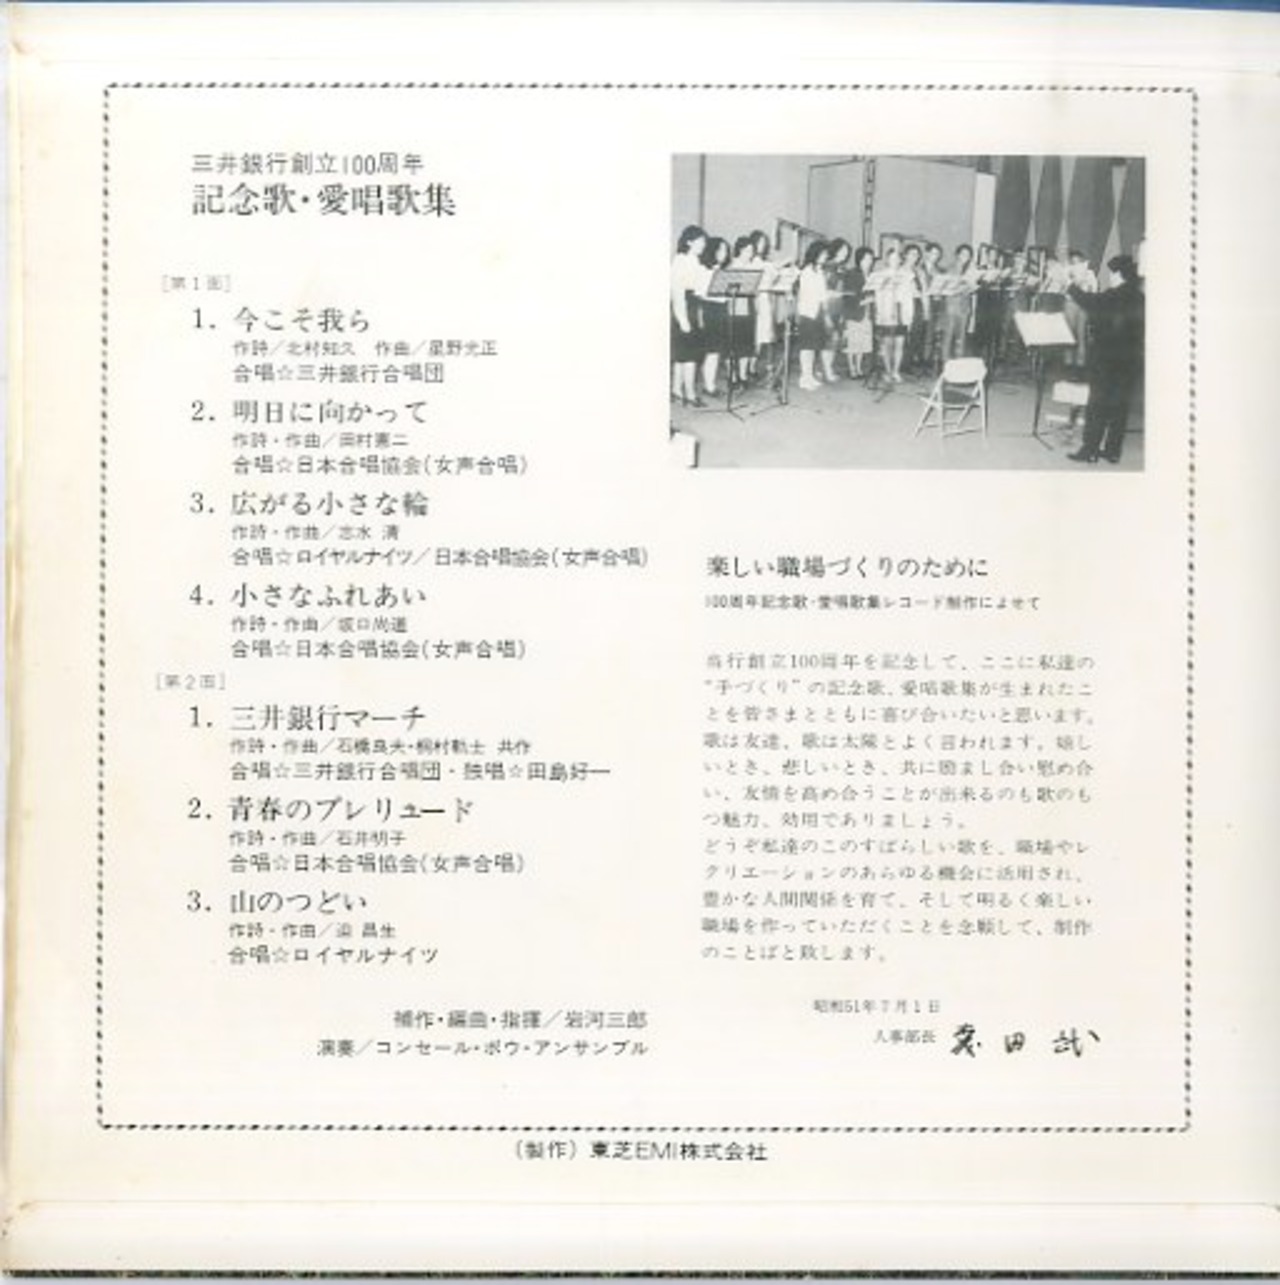 三井銀行創立100周年
記念歌・愛唱歌集
[第1面]
1. 今こそ我ら
作詩/北村知久 作曲/星野光正
合唱☆三井銀行合唱団
2. 明日に向かって
作詩・作曲/田村憲二
合唱☆日本合唱協会(女声合唱)
3. 広がる小さな輪
作詩・作曲/志水 清
合唱☆ロイヤルナイツ/日本合唱協会(女声合唱)
4. 小さなふれあい
作詩・作曲/坂口尚道
合唱☆日本合唱協会(女声合唱)
[第2面]
1. 三井銀行マーチ
作詩・作曲/石橋良夫・桐村勒士 共作
合唱☆三井銀行合唱団・独唱☆田島好一
2. 青春のプレリュード
作詩・作曲/石井明子
合唱☆日本合唱協会(女声合唱)
3. 山のつどい
作詩・作曲/迫 昌生
合唱☆ロイヤルナイツ
補作・編曲・指揮/岩河三郎
演奏/コンセール・ボウ・アンサンブル
楽しい職場づくりのために
100周年記念歌・愛唱歌集レコード制作によせて
当行創立100周年を記念して、ここに私達の
“手づくり”の記念歌、愛唱歌集が生まれたこ
とを皆さまとともに喜び合いたいと思います。
歌は友達、歌は太陽とよく言われます。嬉し
いとき、悲しいとき、共に励まし合い慰め合
い、友情を高め合うことが出来るのも歌のも
つ魅力、効用でありましょう。
どうぞ私達のこのすばらしい歌を、職場やレ
クリエーションのあらゆる機会に活用され、
豊かな人間関係を育て、そして明るく楽しい
職場を作っていただくことを念願して、制作
のことばと致します。
昭和51年7月1日
人事部長 田
(製作) 東芝EMI株式会社